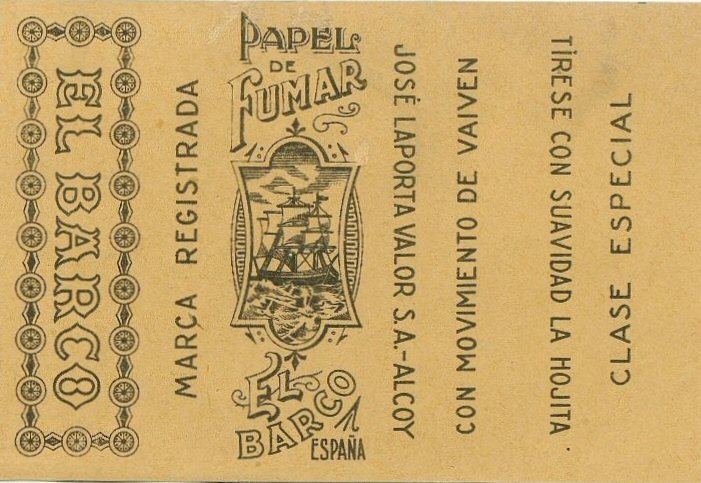 EL BARCO
MARCA REGISTRADA
PAPEL
DE
FUMAR
EL
BARCO
ESPAÑA
JOSÉ LAPORTA VALOR S.A.-ALCOY
CON MOVIMIENTO DE VAIVEN
TÍRESE CON SUAVIDAD LA HOJITA.
CLASE ESPECIAL